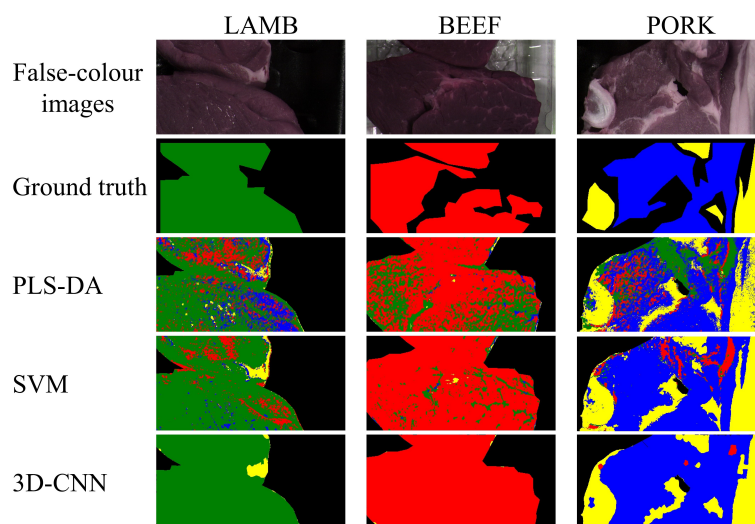 LAMB BEEF PORK
False-colour
images
Ground truth
PLS-DA
SVM
3D-CNN